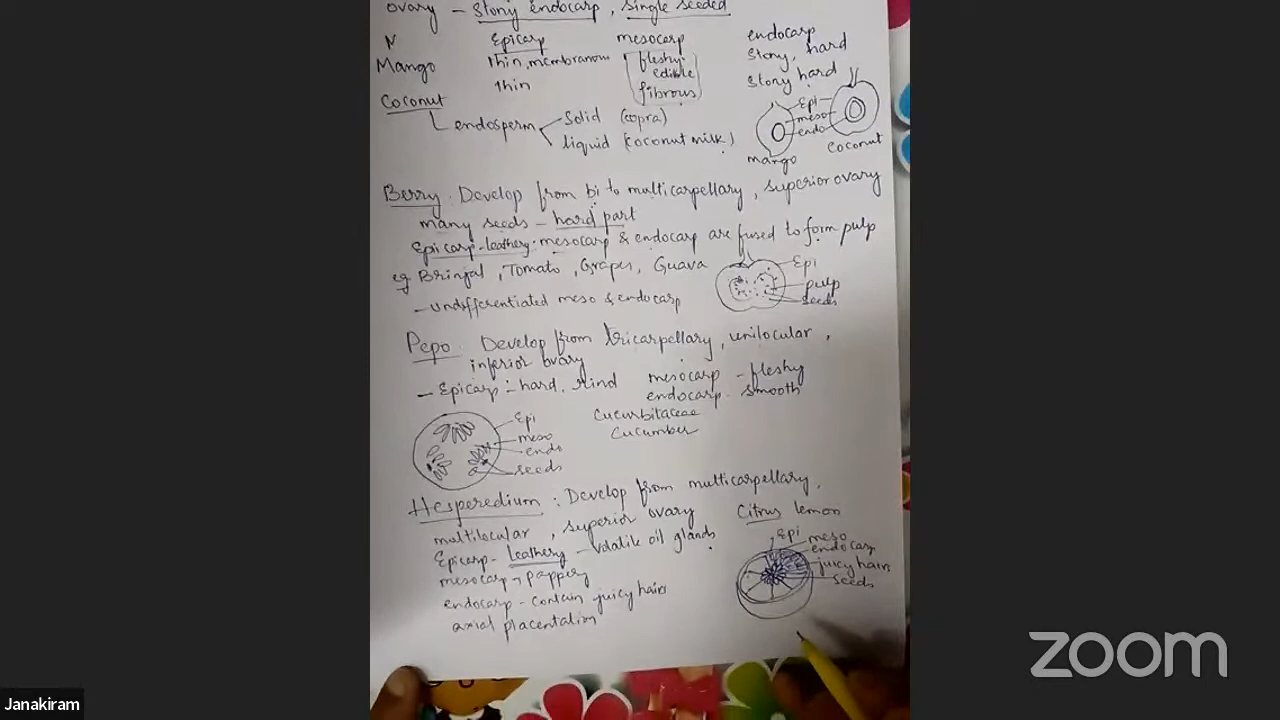 ovary - Stony endocarp, Single seeded
N Epicarp mesocarp endocarp
Mango thin, membranous fleshy edible Stony, hard
Coconut thin fibrous Stony hard
endosperm Solid (copra)
liquid (coconut milk)
Epi
meso
endo
mango
coconut
Berry: Develop from bi to multicarpellary, superior ovary
many seeds - hard part
Epicarp-leathery: mesocarp & endocarp are fused to form pulp
eg Brinjal, Tomato, Grapes, Guava
- undifferentiated meso & endocarp
Epi
pulp
seeds
Pepo: Develop from tricarpellary, unilocular,
inferior ovary
- Epicarp - hard, rind mesocarp - fleshy
endocarp - smooth
Cucurbitaceae
Cucumber
Epi
meso
endo
seeds
Hesperedium: Develop from multicarpellary,
multilocular, superior ovary
Epicarp - leathery - volatile oil glands
mesocarp → pappery
endocarp - contain juicy hairs
axial placentatim
Citrus lemon
Epi
meso
endocarp
juicy hairs
seeds
Janakiram
zoom